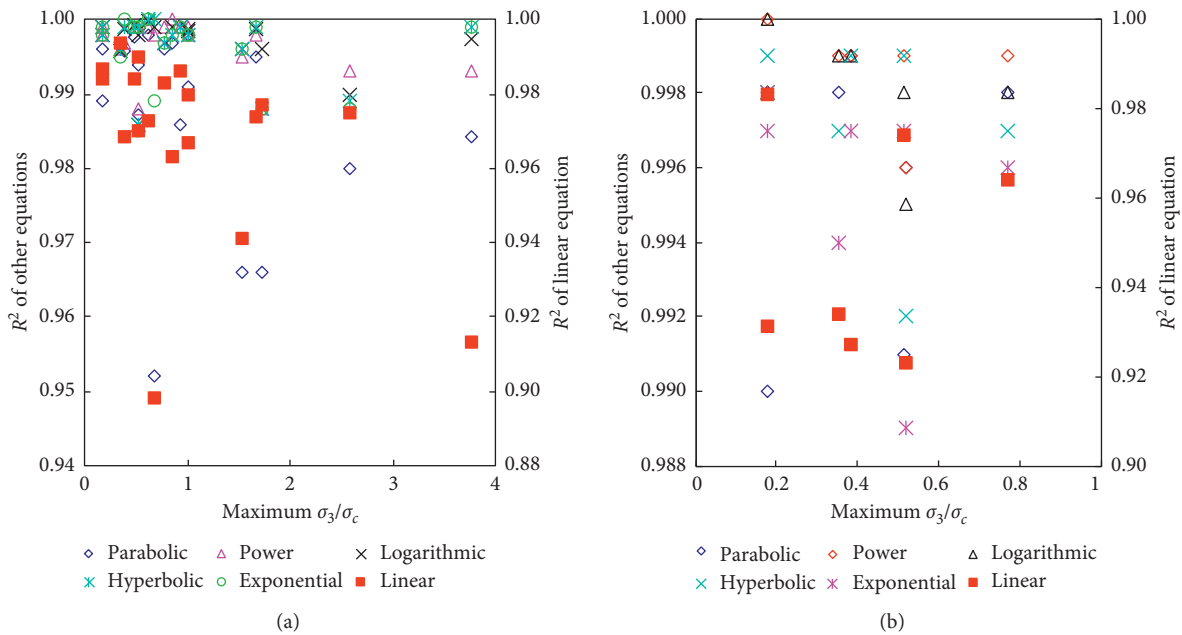 1.00
0.99
0.98
0.97
0.96
0.95
0.94
R² of other equations
1.00
0.98
0.96
0.94
0.92
0.90
0.88
R² of linear equation
0 1 2 3 4
Maximum σ₃/σ_c
Parabolic Power Logarithmic
Hyperbolic Exponential Linear
(a)
1.000
0.998
0.996
0.994
0.992
0.990
0.988
R² of other equations
1.00
0.98
0.96
0.94
0.92
0.90
R² of linear equation
0 0.2 0.4 0.6 0.8 1
Maximum σ₃/σ_c
Parabolic Power Logarithmic
Hyperbolic Exponential Linear
(b)